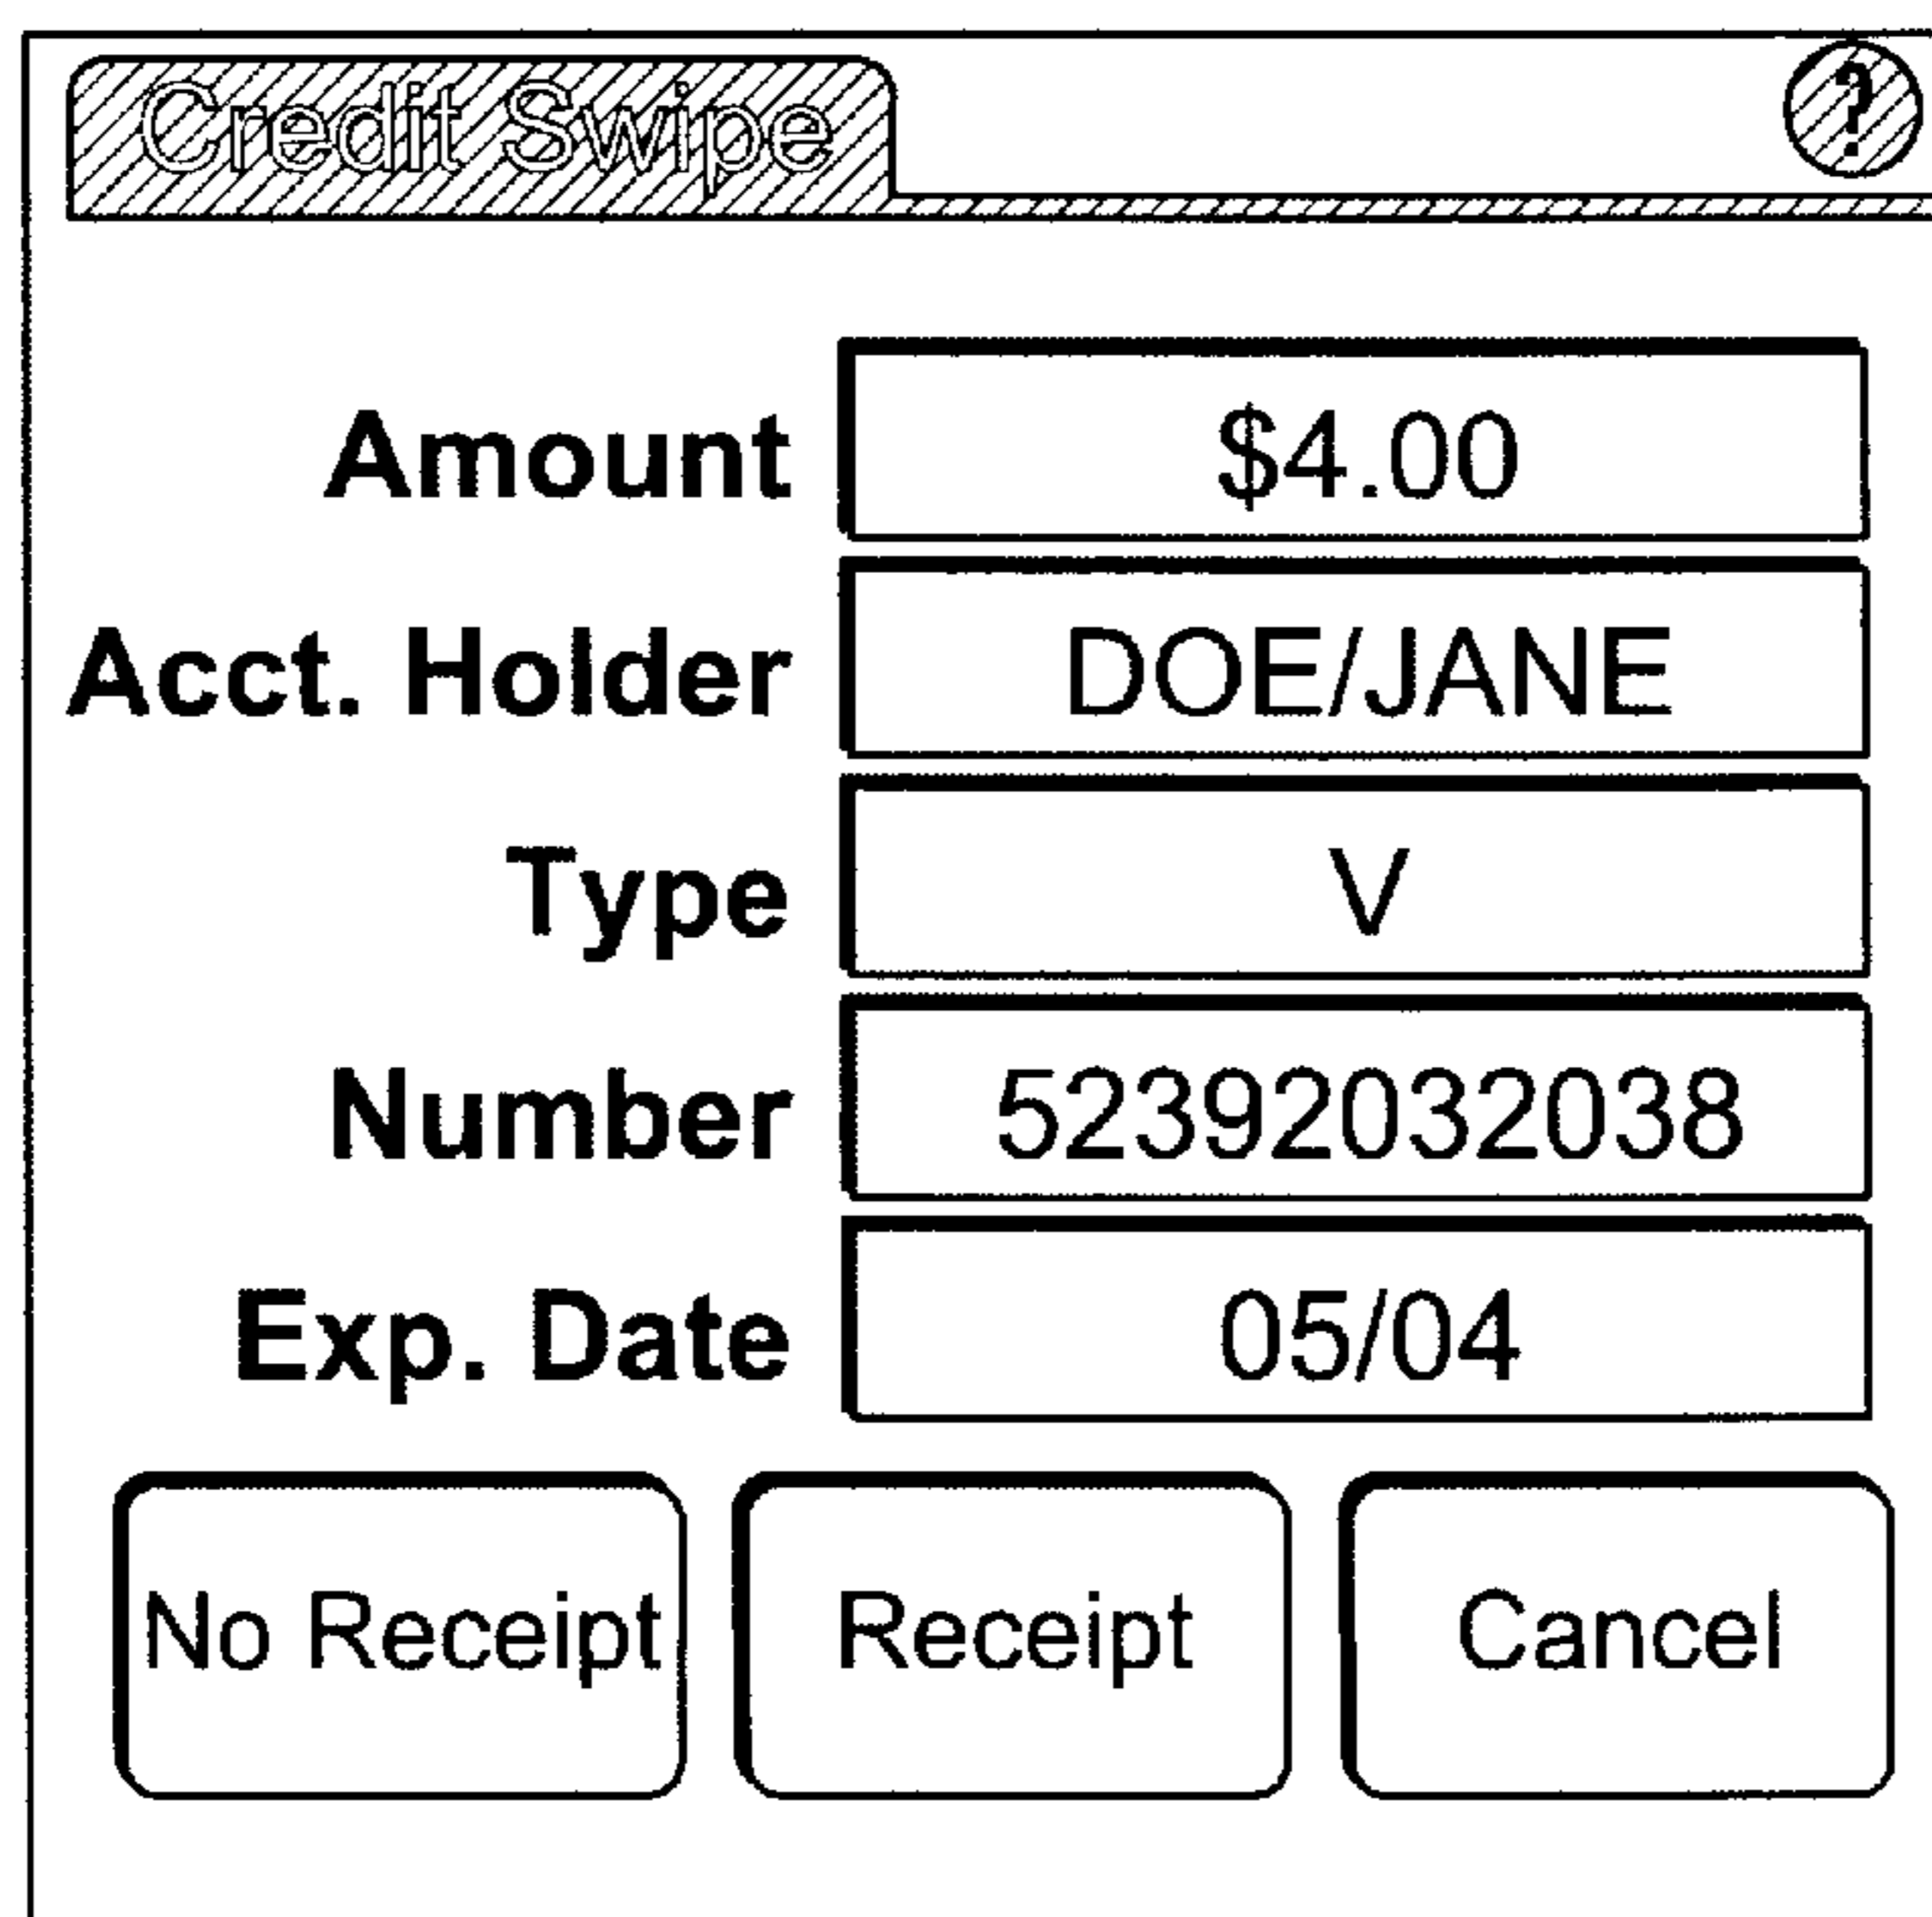 Credit Swipe ?
Amount $4.00
Acct. Holder DOE/JANE
Type V
Number 52392032038
Exp. Date 05/04
No Receipt Receipt Cancel